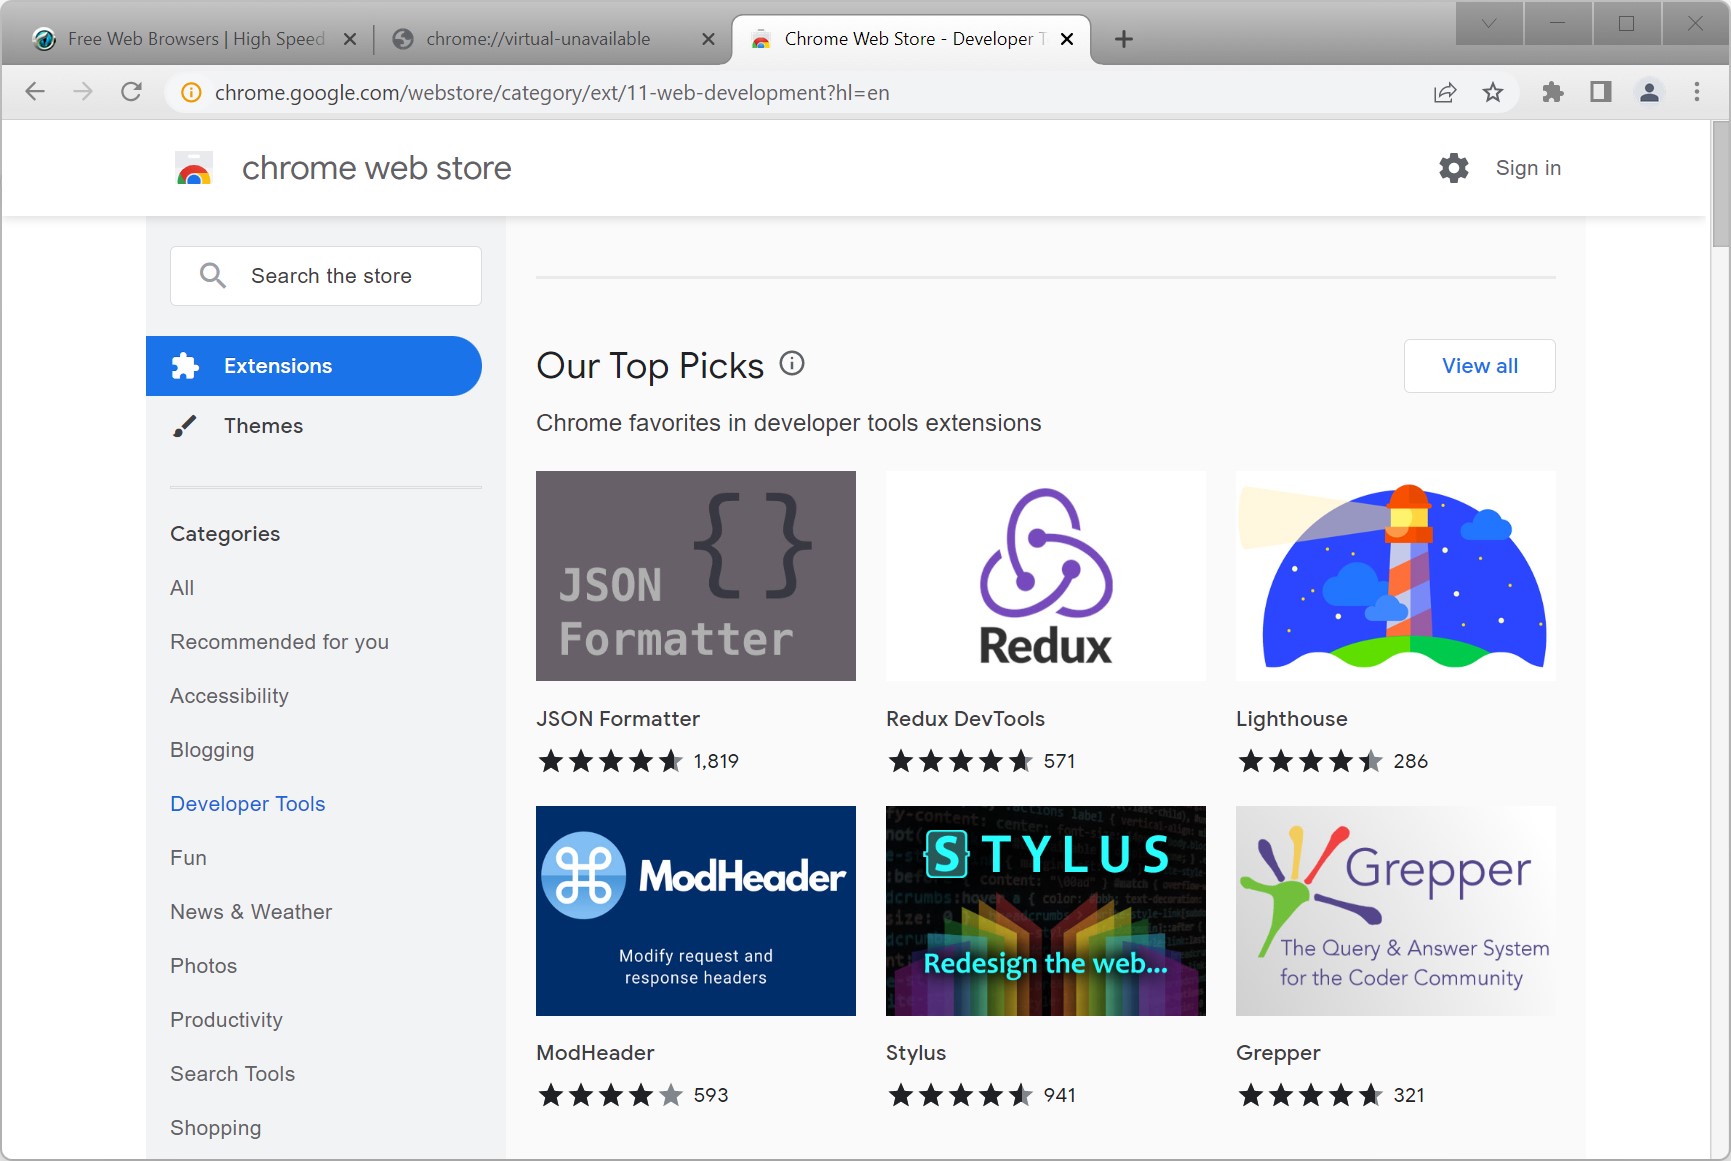 Free Web Browsers | High Speed
chrome://virtual-unavailable
Chrome Web Store - Developer T
chrome.google.com/webstore/category/ext/11-web-development?hl=en
chrome web store
Sign in
Search the store
Extensions
Themes
Categories
All
Recommended for you
Accessibility
Blogging
Developer Tools
Fun
News & Weather
Photos
Productivity
Search Tools
Shopping
Our Top Picks
View all
Chrome favorites in developer tools extensions
{}
JSON
Formatter
Redux
JSON Formatter
1,819
Redux DevTools
571
Lighthouse
286
ModHeader
Modify request and
response headers
STYLUS
Redesign the web...
Grepper
The Query & Answer System
for the Coder Community
ModHeader
593
Stylus
941
Grepper
321